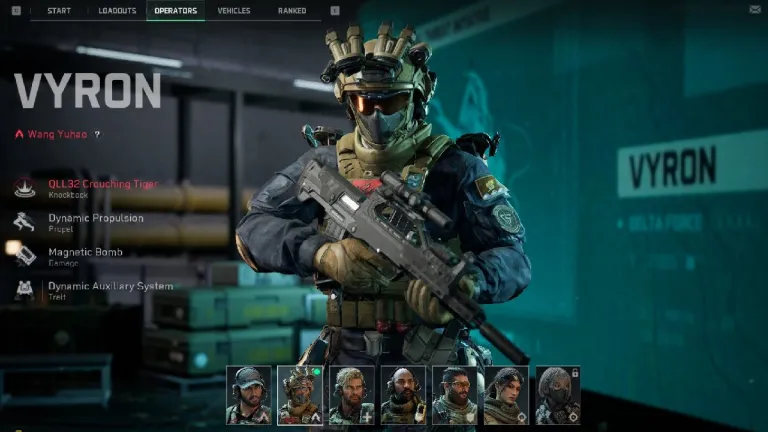 START
LOADOUTS
OPERATORS
VEHICLES
RANKED
VYRON
Wang Yuhao ?
QLL32 Crouching Tiger
Knockback
Dynamic Propulsion
Propel
Magnetic Bomb
Damage
Dynamic Auxiliary System
Trait
VYRON
DELTA FORCE